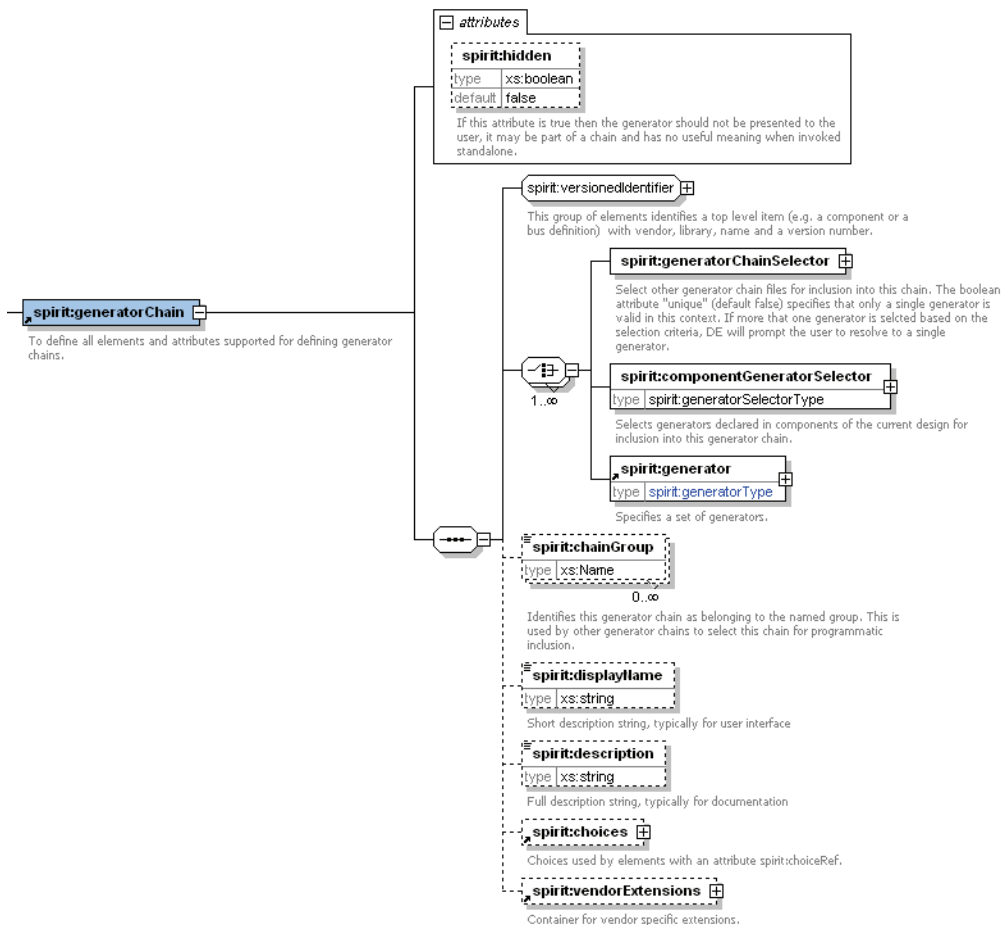 attributes
spirit:hidden
type xs:boolean
default false
If this attribute is true then the generator should not be presented to the
user, it may be part of a chain and has no useful meaning when invoked
standalone.
spirit:versionedIdentifier
This group of elements identifies a top level item (e.g. a component or a
bus definition) with vendor, library, name and a version number.
spirit:generatorChainSelector
Select other generator chain files for inclusion into this chain. The boolean
attribute "unique" (default false) specifies that only a single generator is
valid in this context. If more that one generator is selcted based on the
selection criteria, DE will prompt the user to resolve to a single
generator.
spirit:generatorChain
To define all elements and attributes supported for defining generator
chains.
1..∞
spirit:componentGeneratorSelector
type spirit:generatorSelectorType
Selects generators declared in components of the current design for
inclusion into this generator chain.
spirit:generator
type spirit:generatorType
Specifies a set of generators.
spirit:chainGroup
type xs:Name
0..∞
Identifies this generator chain as belonging to the named group. This is
used by other generator chains to select this chain for programmatic
inclusion.
spirit:displayName
type xs:string
Short description string, typically for user interface
spirit:description
type xs:string
Full description string, typically for documentation
spirit:choices
Choices used by elements with an attribute spirit:choiceRef.
spirit:vendorExtensions
Container for vendor specific extensions.